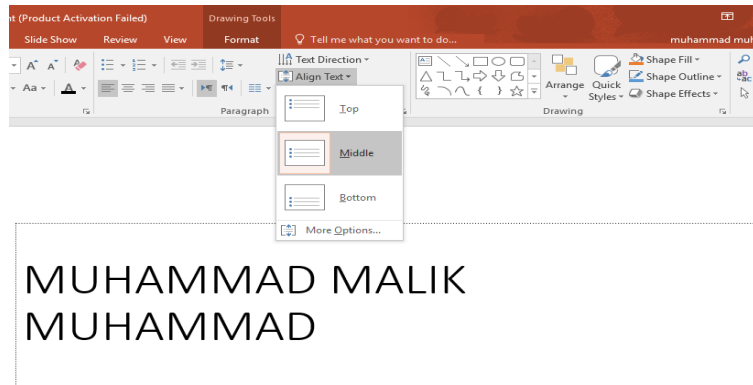 nt (Product Activation Failed) Drawing Tools
Slide Show Review View Format Tell me what you want to do... muhammad muh
Text Direction Shape Fill
Align Text Shape Outline
Aa A Arrange Quick Styles Shape Effects
Paragraph Drawing
Top
Middle
Bottom
More Options...
MUHAMMAD MALIK
MUHAMMAD